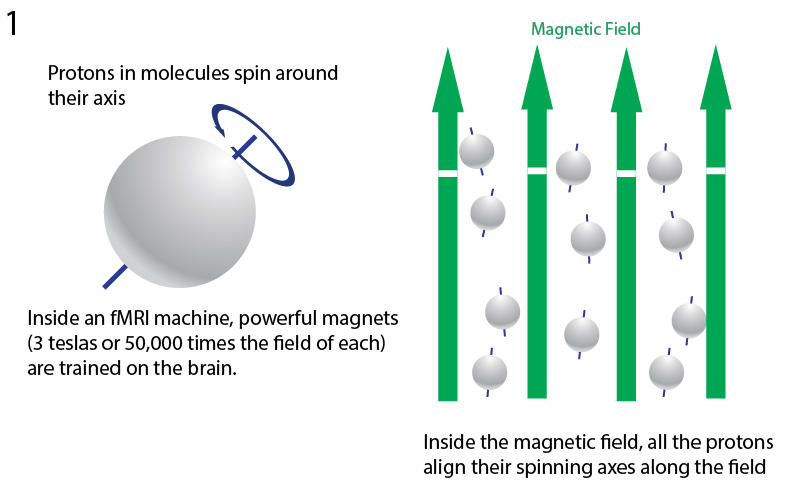 1
Protons in molecules spin around
their axis
Inside an fMRI machine, powerful magnets
(3 teslas or 50,000 times the field of each)
are trained on the brain.
Magnetic Field
Inside the magnetic field, all the protons
align their spinning axes along the field